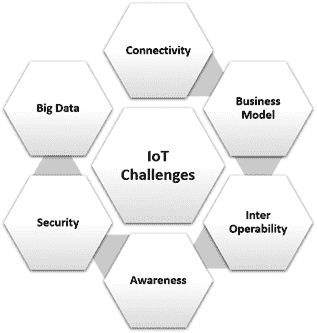 Connectivity
Big Data
Business
Model
IoT
Challenges
Security
Inter
Operability
Awareness